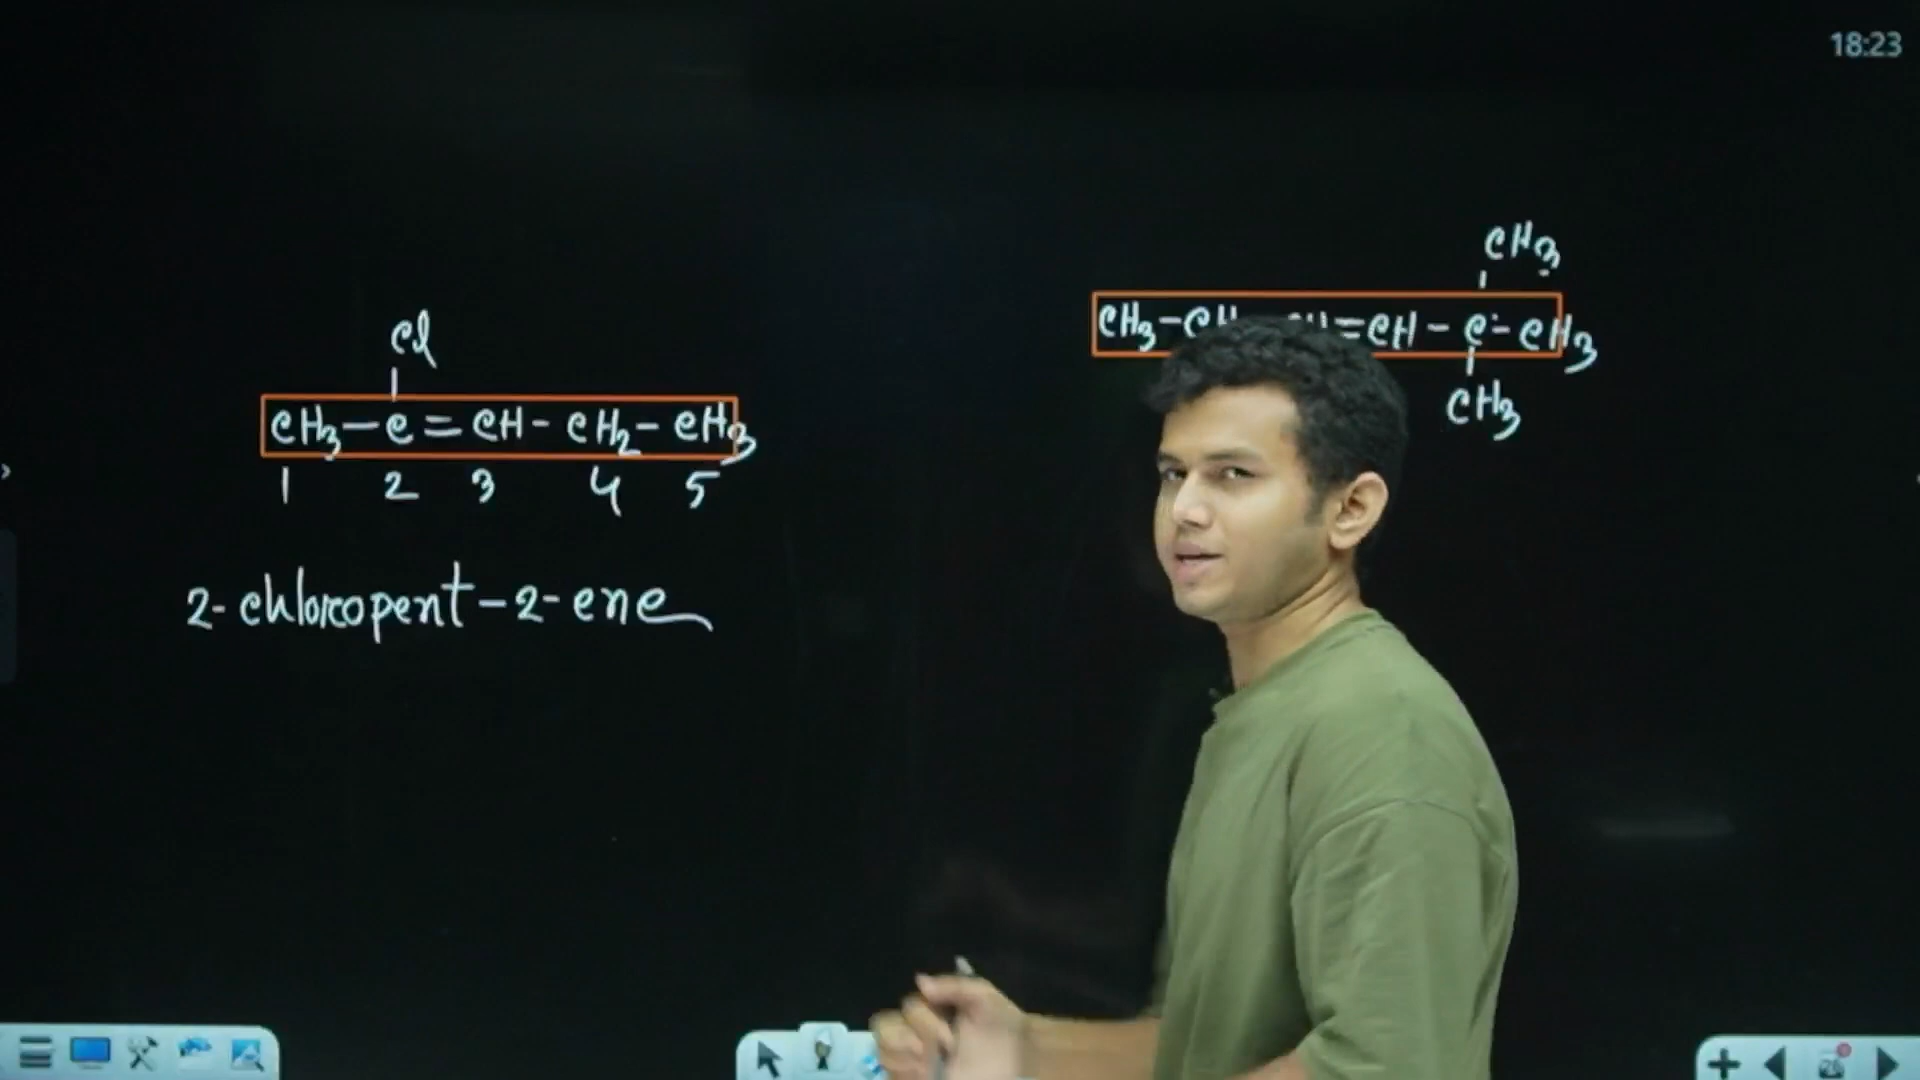 18:23
Cl
|
CH3-C=CH-CH2-CH3
1 2 3 4 5
2-chloropent-2-ene
CH3
CH3-CH =CH-C-CH3
CH3